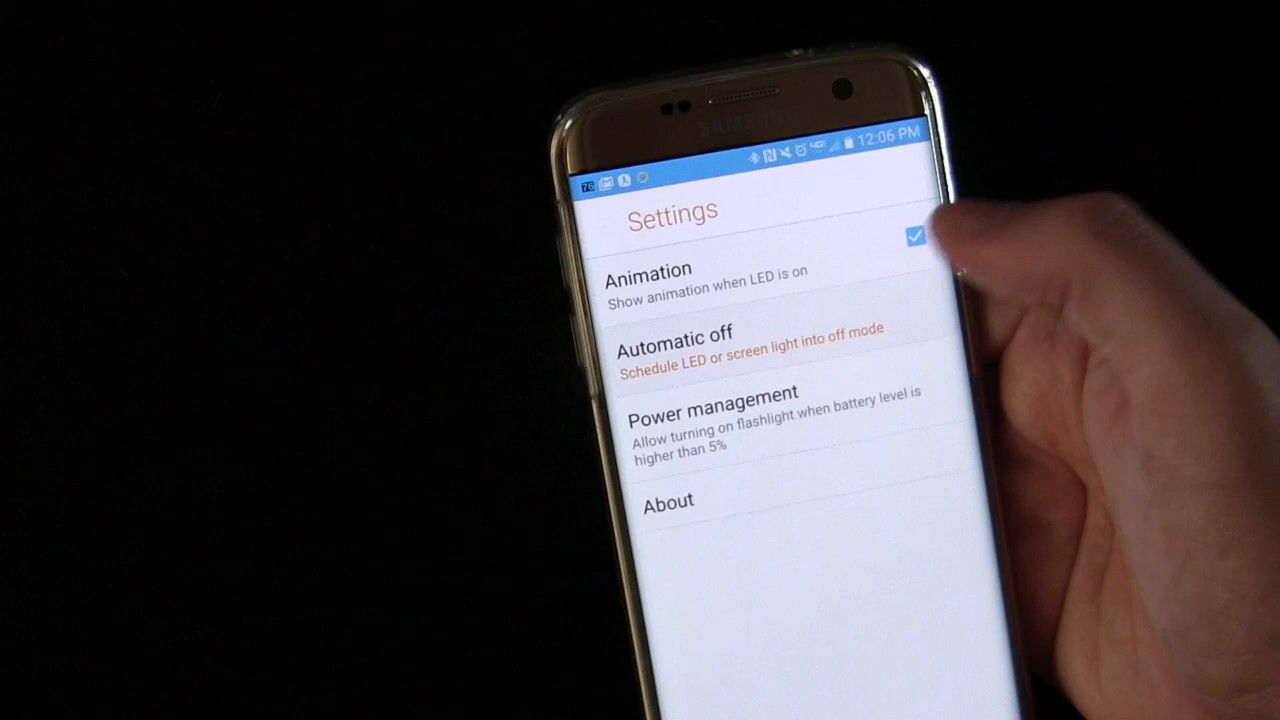 SAMSUNG
76 12:06 PM
Settings
Animation
Show animation when LED is on
Automatic off
Schedule LED or screen light into off mode
Power management
Allow turning on flashlight when battery level is
higher than 5%
About